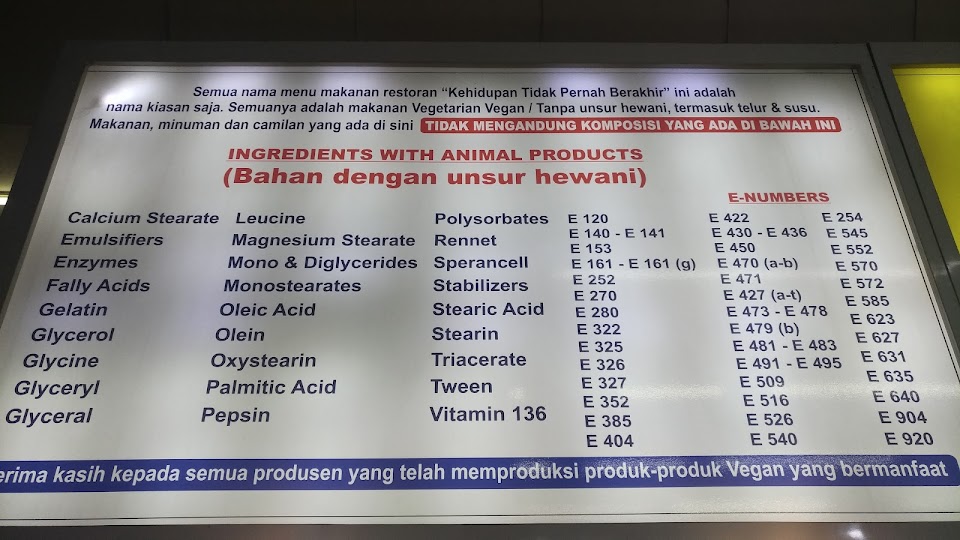 Semua nama menu makanan restoran "Kehidupan Tidak Pernah Berakhir" ini adalah
nama kiasan saja. Semuanya adalah makanan Vegetarian Vegan / Tanpa unsur hewani, termasuk telur & susu.
Makanan, minuman dan camilan yang ada di sini TIDAK MENGANDUNG KOMPOSISI YANG ADA DI BAWAH INI
INGREDIENTS WITH ANIMAL PRODUCTS
(Bahan dengan unsur hewani)
Calcium Stearate
Emulsifiers
Enzymes
Fally Acids
Gelatin
Glycerol
Glycine
Glyceryl
Glyceral
Leucine
Magnesium Stearate
Mono & Diglycerides
Monostearates
Oleic Acid
Olein
Oxystearin
Palmitic Acid
Pepsin
Polysorbates
Rennet
Sperancell
Stabilizers
Stearic Acid
Stearin
Triacerate
Tween
Vitamin 136
E-NUMBERS
E 120
E 140 - E 141
E 153
E 161 - E 161 (g)
E 252
E 270
E 280
E 322
E 325
E 326
E 327
E 352
E 385
E 404
E 422
E 430 - E 436
E 450
E 470 (a-b)
E 471
E 427 (a-t)
E 473 - E 478
E 479 (b)
E 481 - E 483
E 491 - E 495
E 509
E 516
E 526
E 540
E 254
E 545
E 552
E 570
E 572
E 585
E 623
E 627
E 631
E 635
E 640
E 904
E 920
erima kasih kepada semua produsen yang telah memproduksi produk-produk Vegan yang bermanfaat